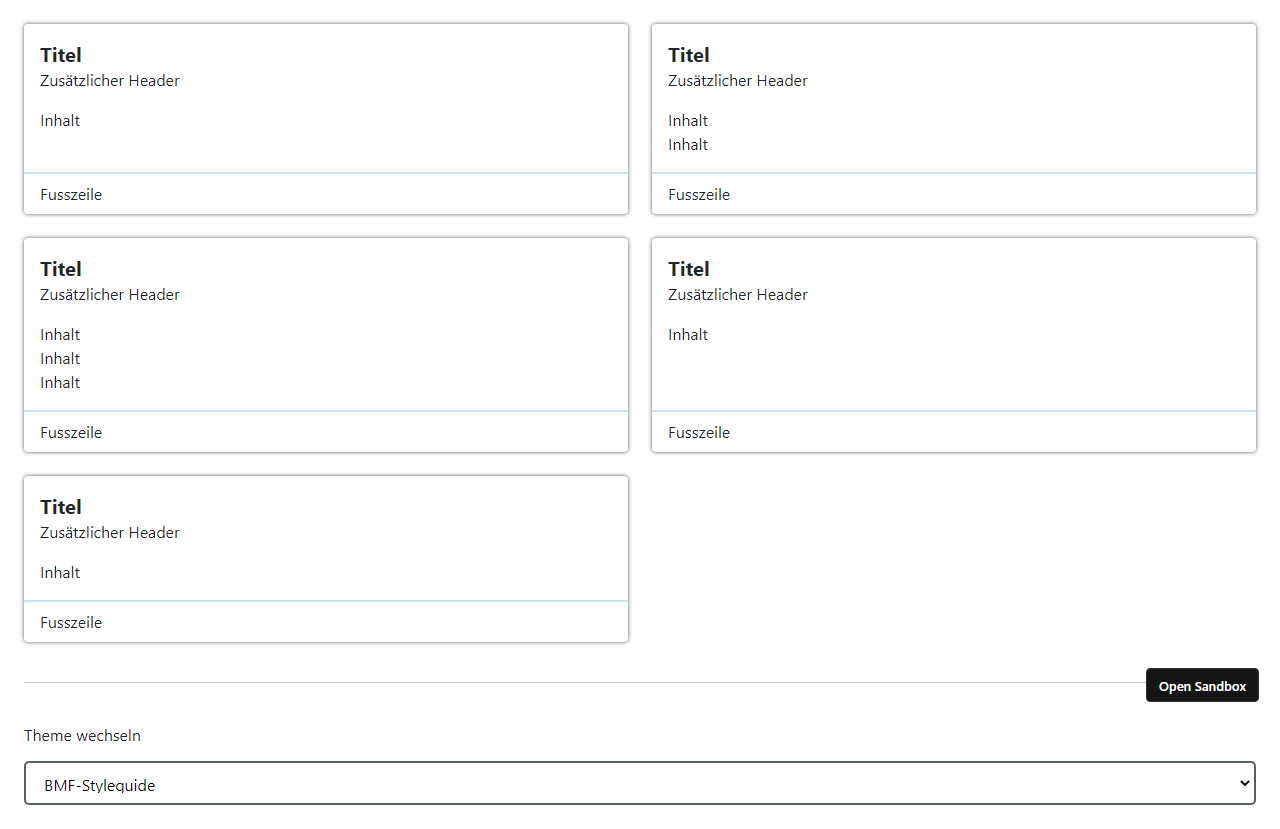 Titel
Zusätzlicher Header
Inhalt
Fusszeile
Titel
Zusätzlicher Header
Inhalt
Inhalt
Fusszeile
Titel
Zusätzlicher Header
Inhalt
Inhalt
Inhalt
Fusszeile
Titel
Zusätzlicher Header
Inhalt
Fusszeile
Titel
Zusätzlicher Header
Inhalt
Fusszeile
Open Sandbox
Theme wechseln
BMF-Styleguide